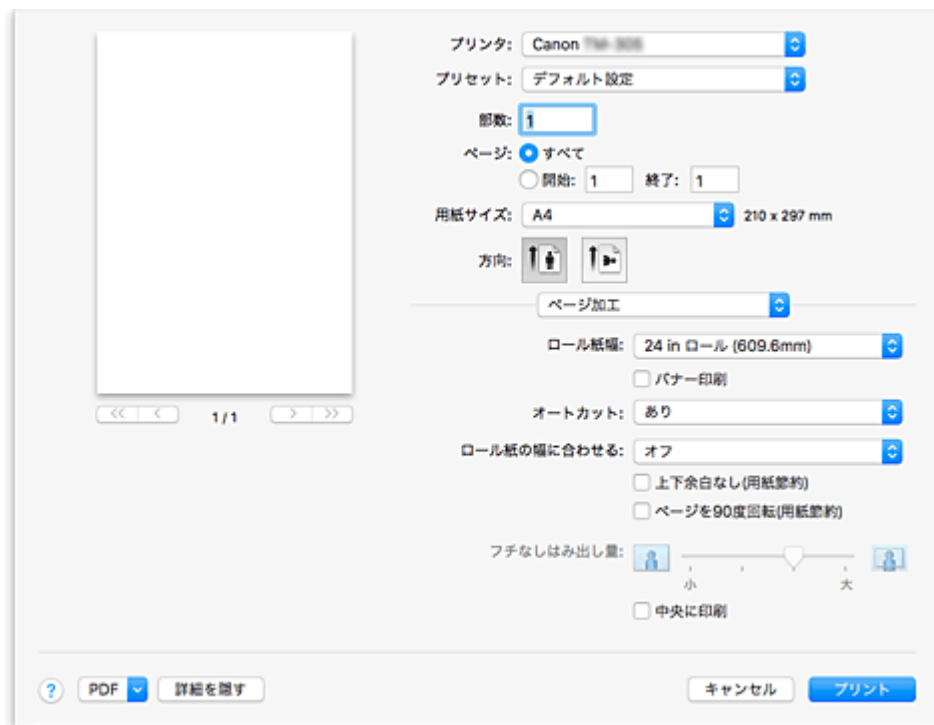 プリンタ: Canon
プリセット: デフォルト設定
部数: 1
ページ: すべて
開始: 1 終了: 1
用紙サイズ: A4 210 x 297 mm
方向:
ページ加工
ロール紙幅: 24 in ロール (609.6mm)
バナー印刷
オートカット: あり
ロール紙の幅に合わせる: オフ
上下余白なし(用紙節約)
ページを90度回転(用紙節約)
フチなしはみ出し量:
小 大
中央に印刷
1 / 1
? PDF 詳細を隠す キャンセル プリント